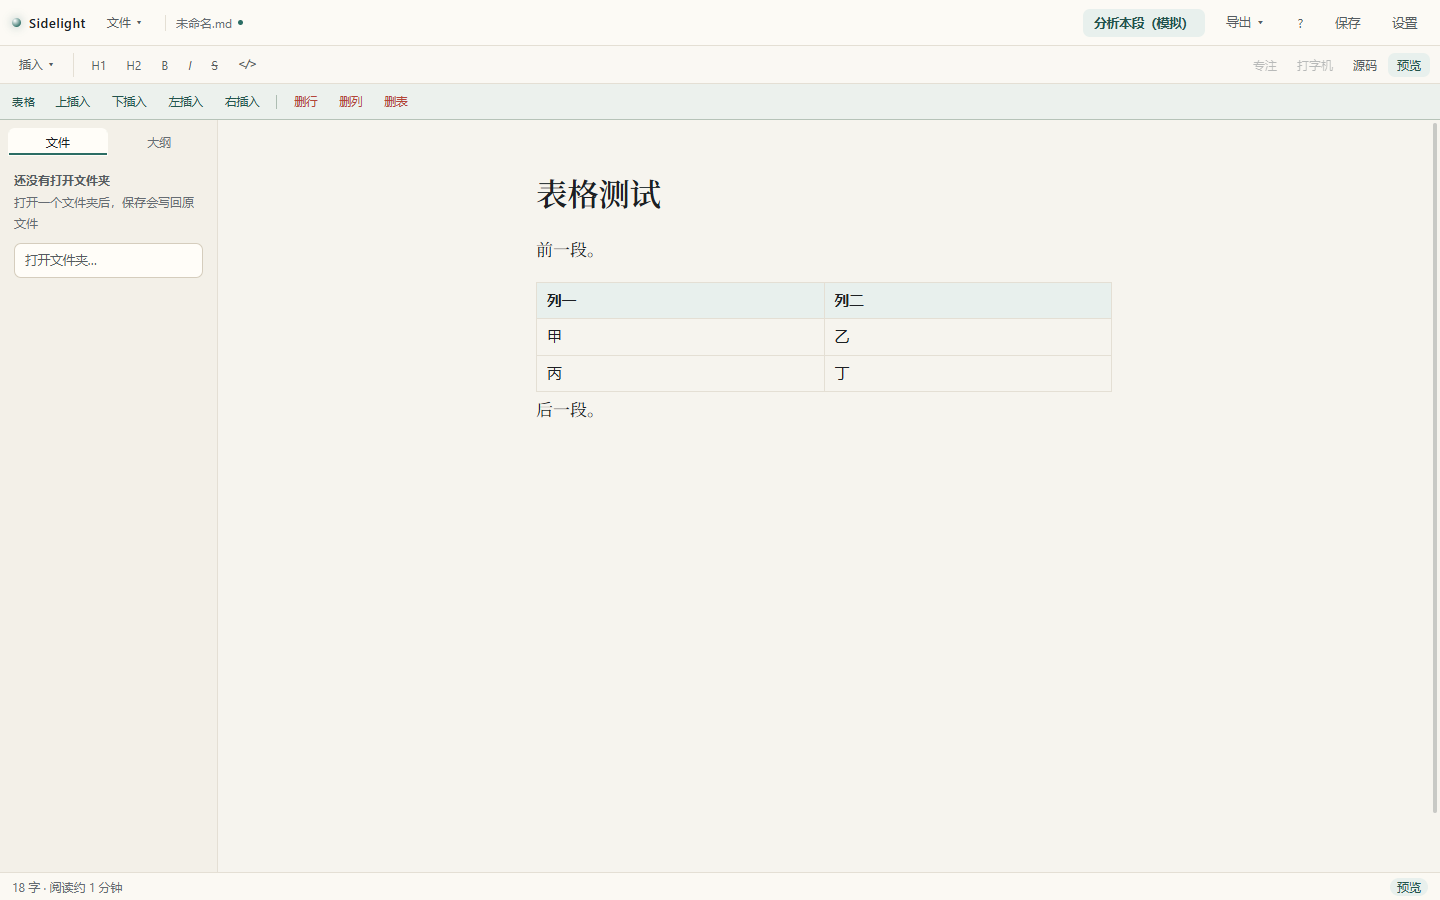 Sidelight 文件 未命名.md 分析本段（模拟） 导出 ? 保存 设置
插入 H1 H2 B I S </> 专注 打字机 源码 预览
表格 上插入 下插入 左插入 右插入 删行 删列 删表
文件 大纲
还没有打开文件夹
打开一个文件夹后，保存会写回原
文件
打开文件夹...
表格测试
前一段。
列一 列二
甲 乙
丙 丁
后一段。
18 字 · 阅读约 1 分钟 预览